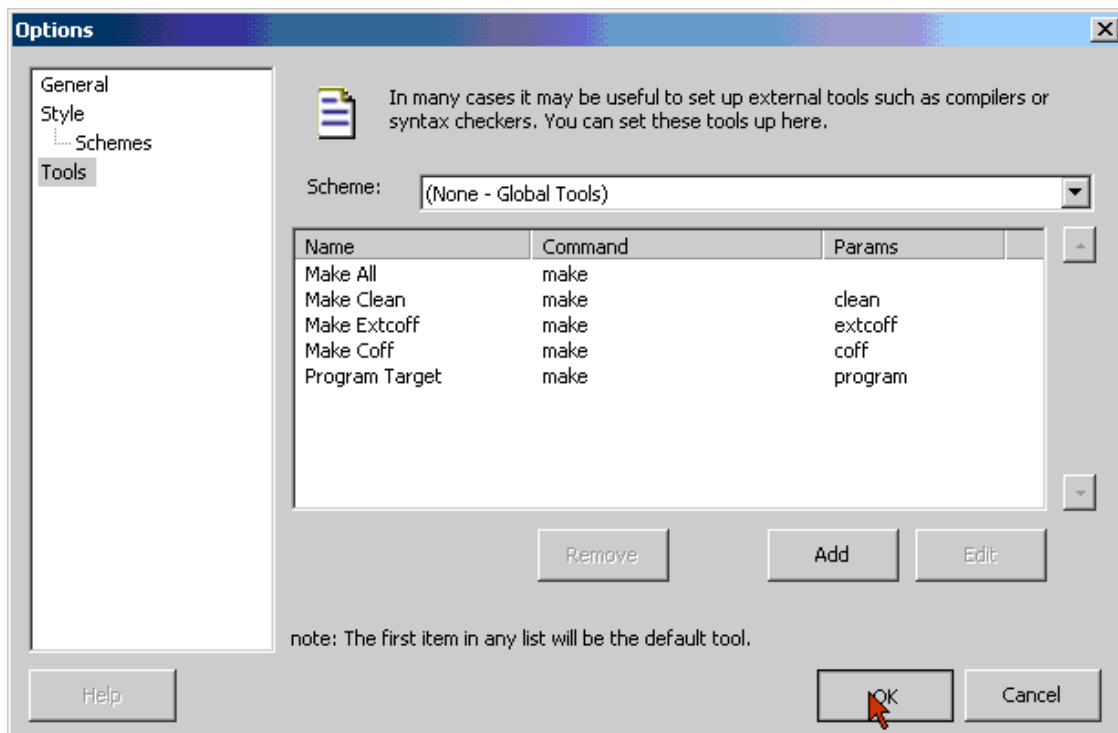 Options
General
Style
Schemes
Tools
In many cases it may be useful to set up external tools such as compilers or
syntax checkers. You can set these tools up here.
Scheme: (None - Global Tools)
Name Command Params
Make All make
Make Clean make clean
Make Extcoff make extcoff
Make Coff make coff
Program Target make program
Remove Add Edit
note: The first item in any list will be the default tool.
Help OK Cancel